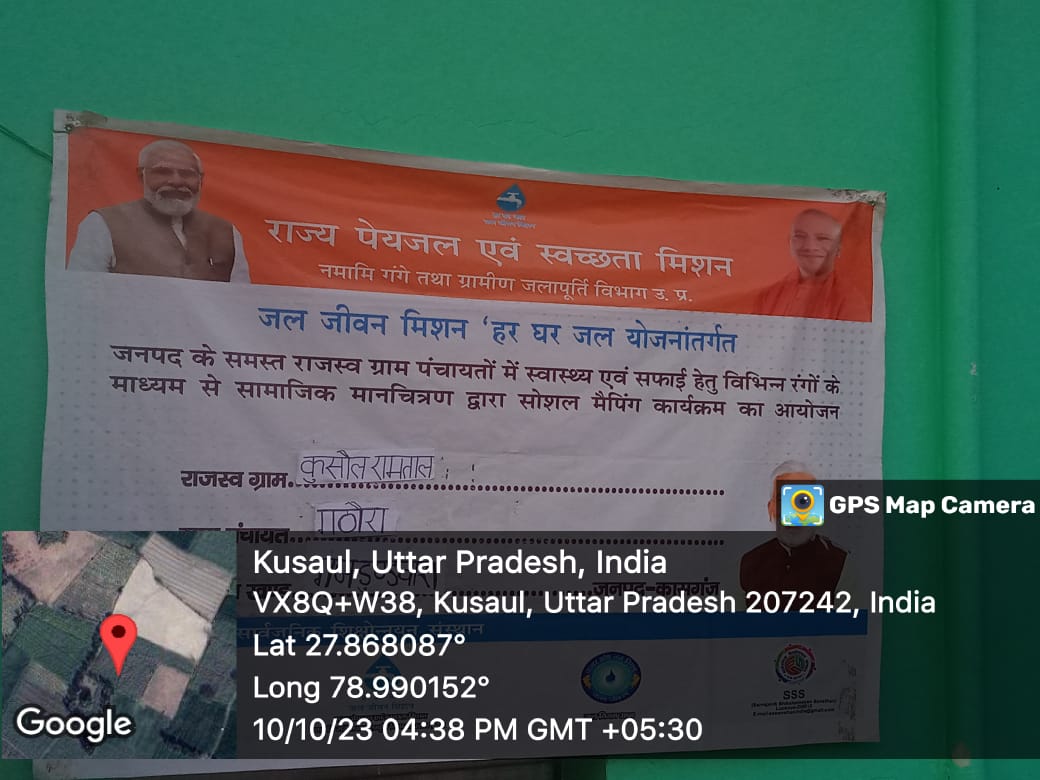 राज्य पेयजल एवं स्वच्छता मिशन
नमामि गंगे तथा ग्रामीण जलापूर्ति विभाग उ. प्र.
जल जीवन मिशन 'हर घर जल योजनांतर्गत
जनपद के समस्त राजस्व ग्राम पंचायतों में स्वास्थ्य एवं सफाई हेतु विभिन्न रंगों के
माध्यम से सामाजिक मानचित्रण द्वारा सोशल मैपिंग कार्यक्रम का आयोजन
राजस्व ग्राम..कुसौल रामताल
पंचायत
जनपद-कासगंज
SSS
GPS Map Camera
Kusaul, Uttar Pradesh, India
VX8Q+W38, Kusaul, Uttar Pradesh 207242, India
Lat 27.868087°
Long 78.990152°
10/10/23 04:38 PM GMT +05:30
Google